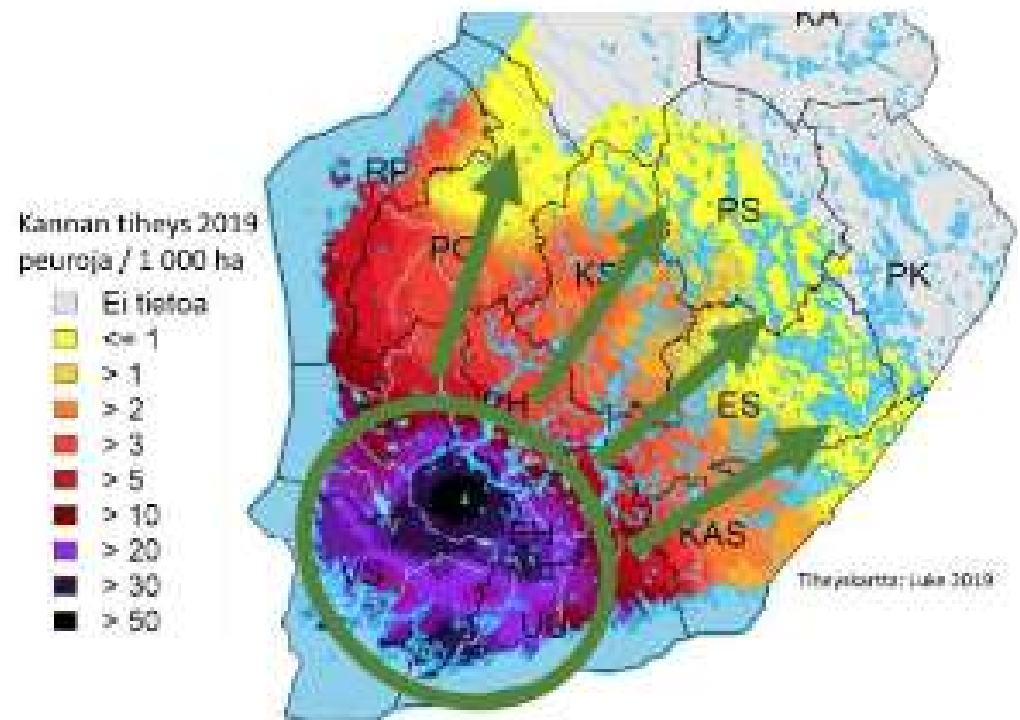 KA
RP
Kannan tiheys 2019
peuroja / 1 000 ha
Ei tietoa
<= 1
> 1
> 2
> 3
> 5
> 10
> 20
> 30
> 50
PS
KS
PK
ES
KAS
Tiheyskartta: Luke 2019